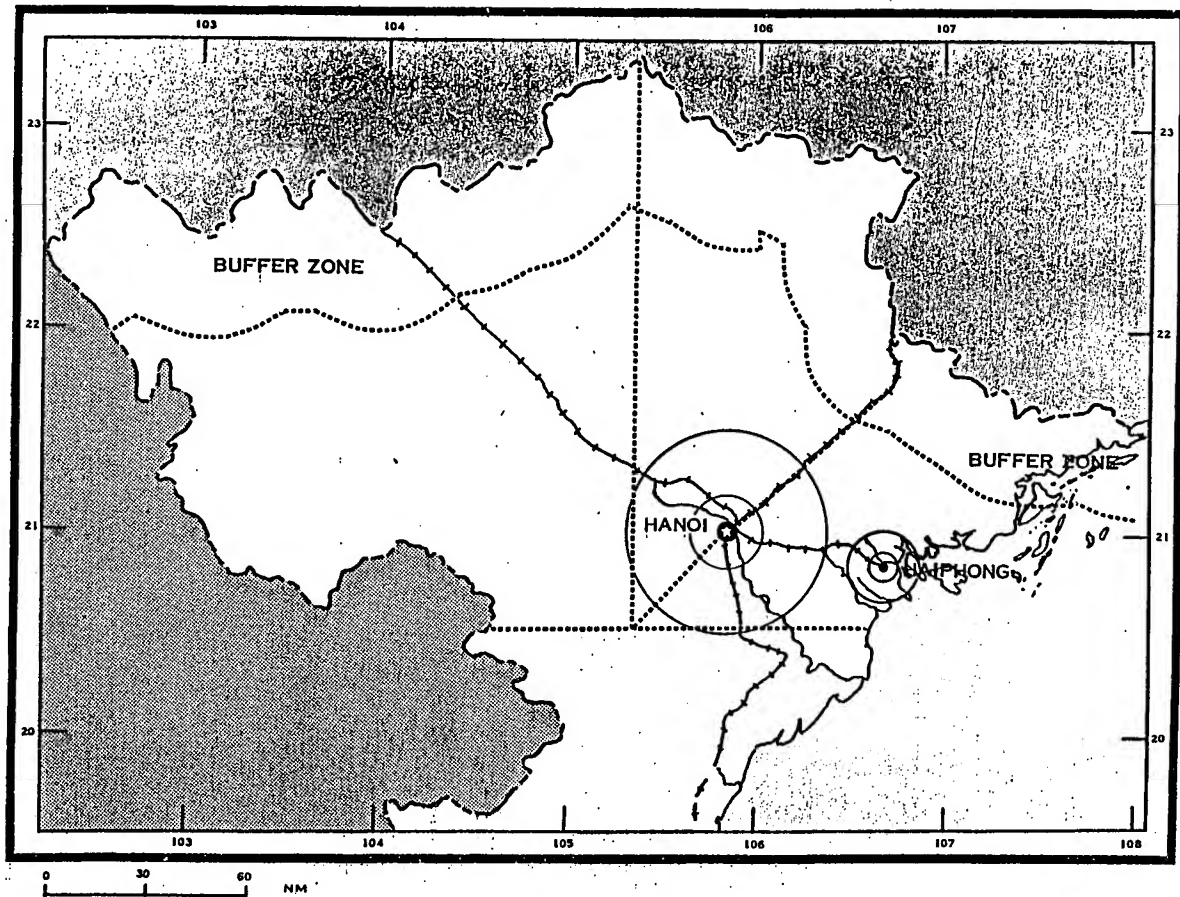 103 104 106 107
23 23
BUFFER ZONE
22 22
BUFFER ZONE
21 HANOI 21
HAIPHONG
20 20
103 104 105 106 107 108
0 30 60 NM